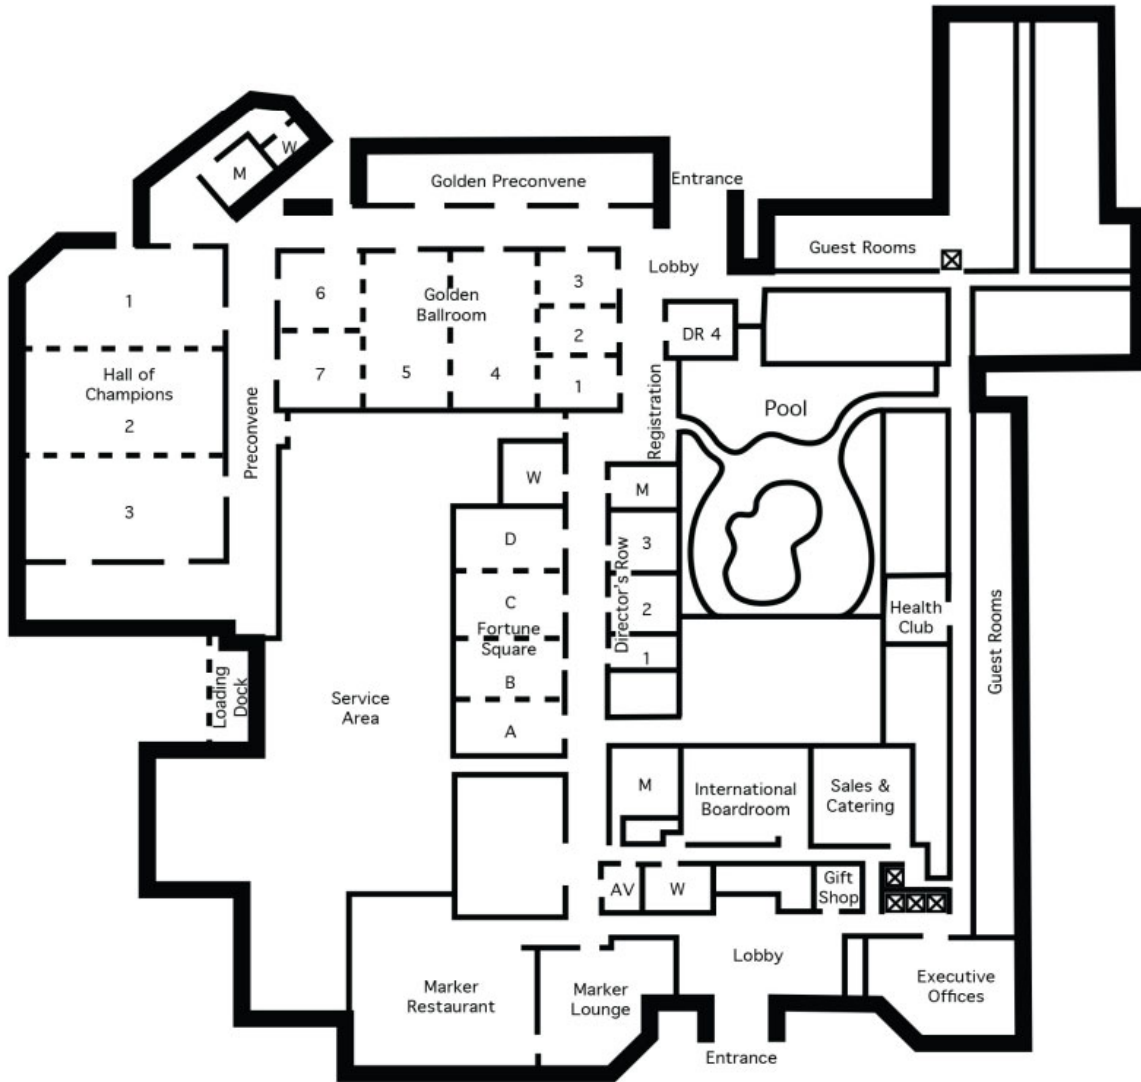 W
M
Golden Preconvene
Entrance
Guest Rooms
Lobby
1
6
Golden
Ballroom
3
2
DR 4
Hall of
Champions
7
5
4
1
Pool
2
Preconvene
Registration
W
M
3
D
3
Director's Row
C
2
Health
Club
Fortune
Square
1
B
Guest Rooms
Loading
Dock
Service
Area
A
M
International
Boardroom
Sales &
Catering
AV
W
Gift
Shop
Lobby
Marker
Restaurant
Marker
Lounge
Executive
Offices
Entrance